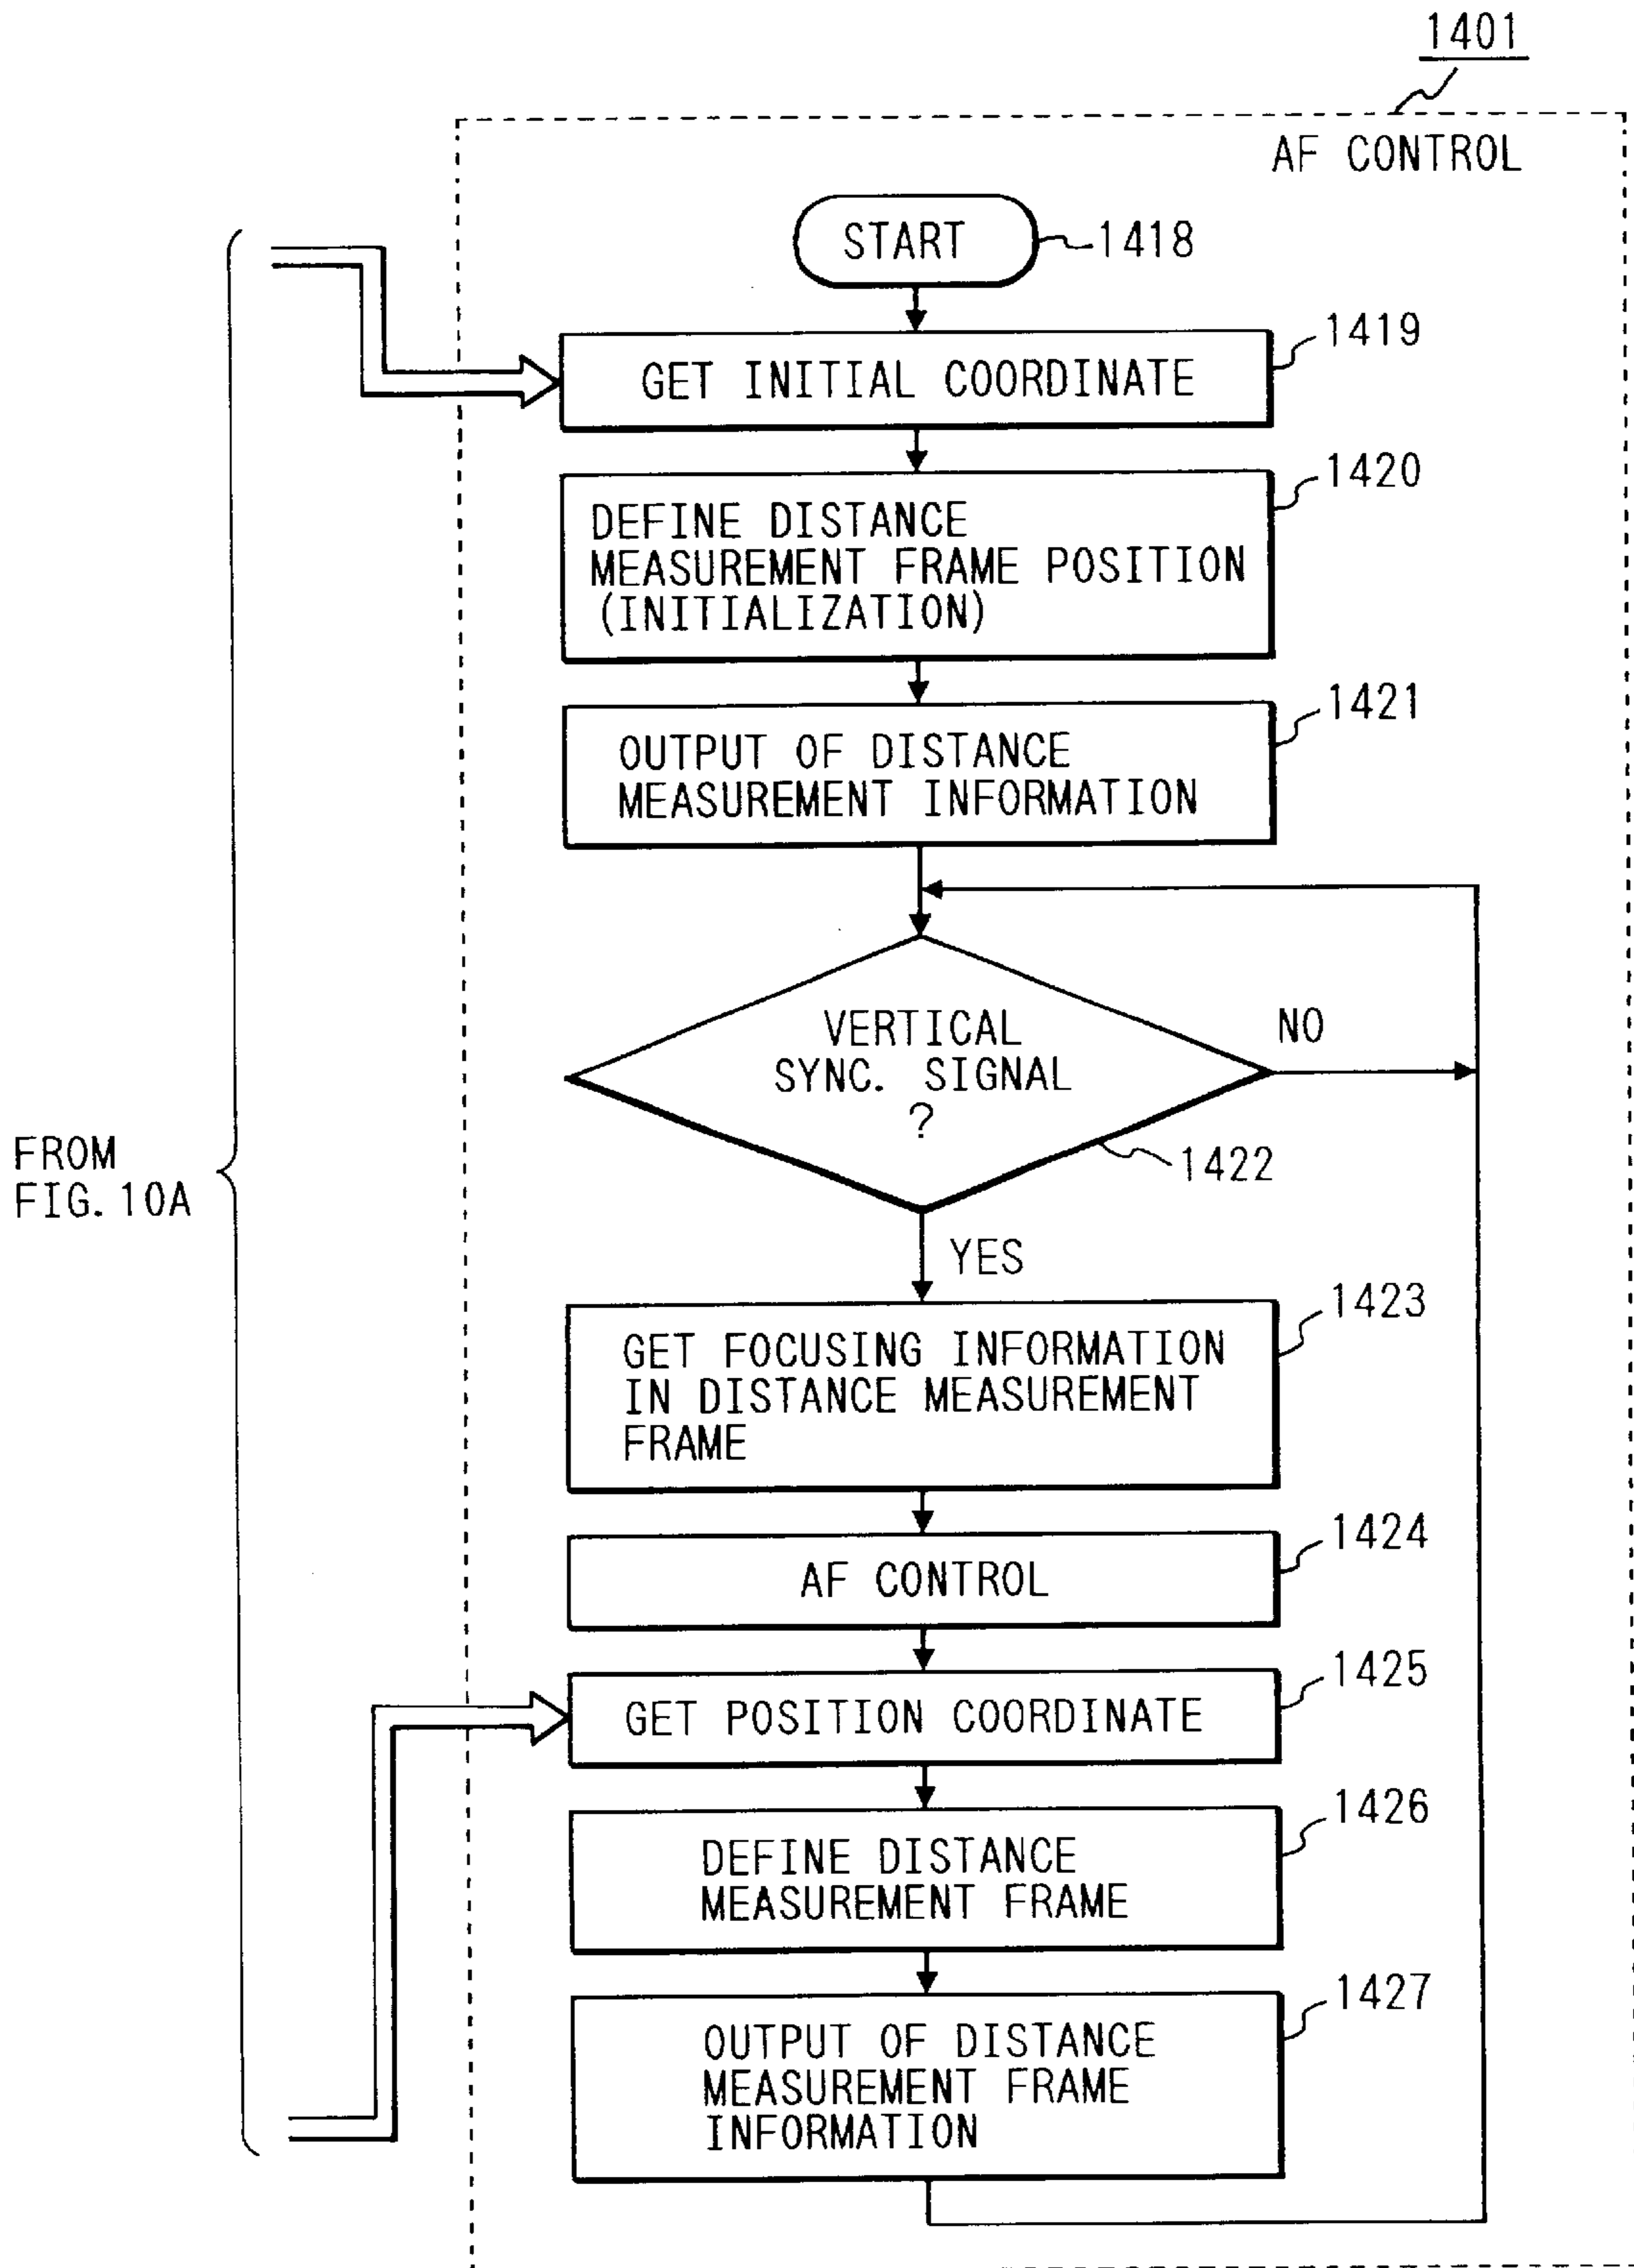 1401
AF CONTROL
START
1418
GET INITIAL COORDINATE
1419
DEFINE DISTANCE
MEASUREMENT FRAME POSITION
(INITIALIZATION)
1420
OUTPUT OF DISTANCE
MEASUREMENT INFORMATION
1421
VERTICAL
SYNC. SIGNAL
?
NO
1422
YES
FROM
FIG. 10A
GET FOCUSING INFORMATION
IN DISTANCE MEASUREMENT
FRAME
1423
AF CONTROL
1424
GET POSITION COORDINATE
1425
DEFINE DISTANCE
MEASUREMENT FRAME
1426
OUTPUT OF DISTANCE
MEASUREMENT FRAME
INFORMATION
1427